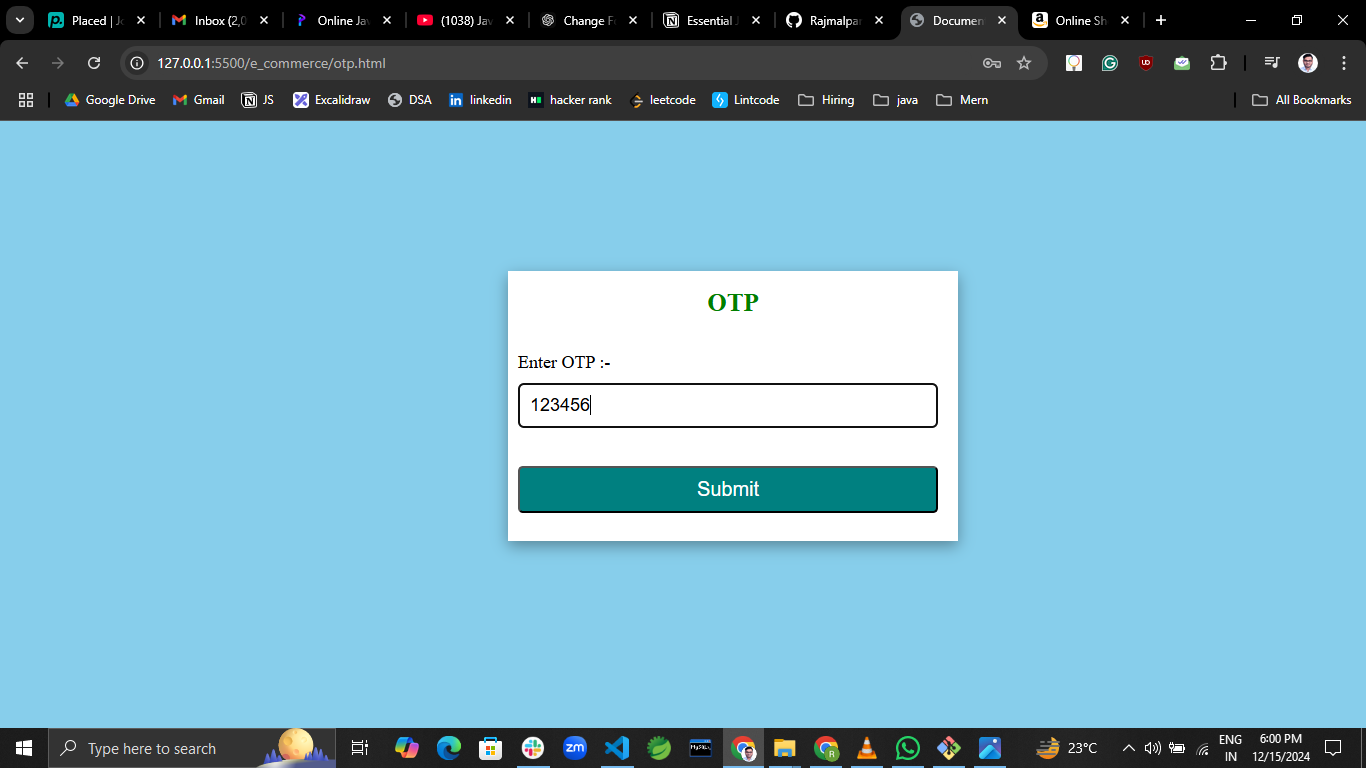 Placed | Jo
Inbox (2,0
Online Jav
(1038) Jav
Change Fo
Essential J
Rajmalpar
Documen
Online Sh
127.0.0.1:5500/e_commerce/otp.html
Google Drive
Gmail
JS
Excalidraw
DSA
linkedin
hacker rank
leetcode
Lintcode
Hiring
java
Mern
All Bookmarks
OTP
Enter OTP :-
123456
Submit
Type here to search
zm
MySQL
R
23°C
ENG
IN
6:00 PM
12/15/2024